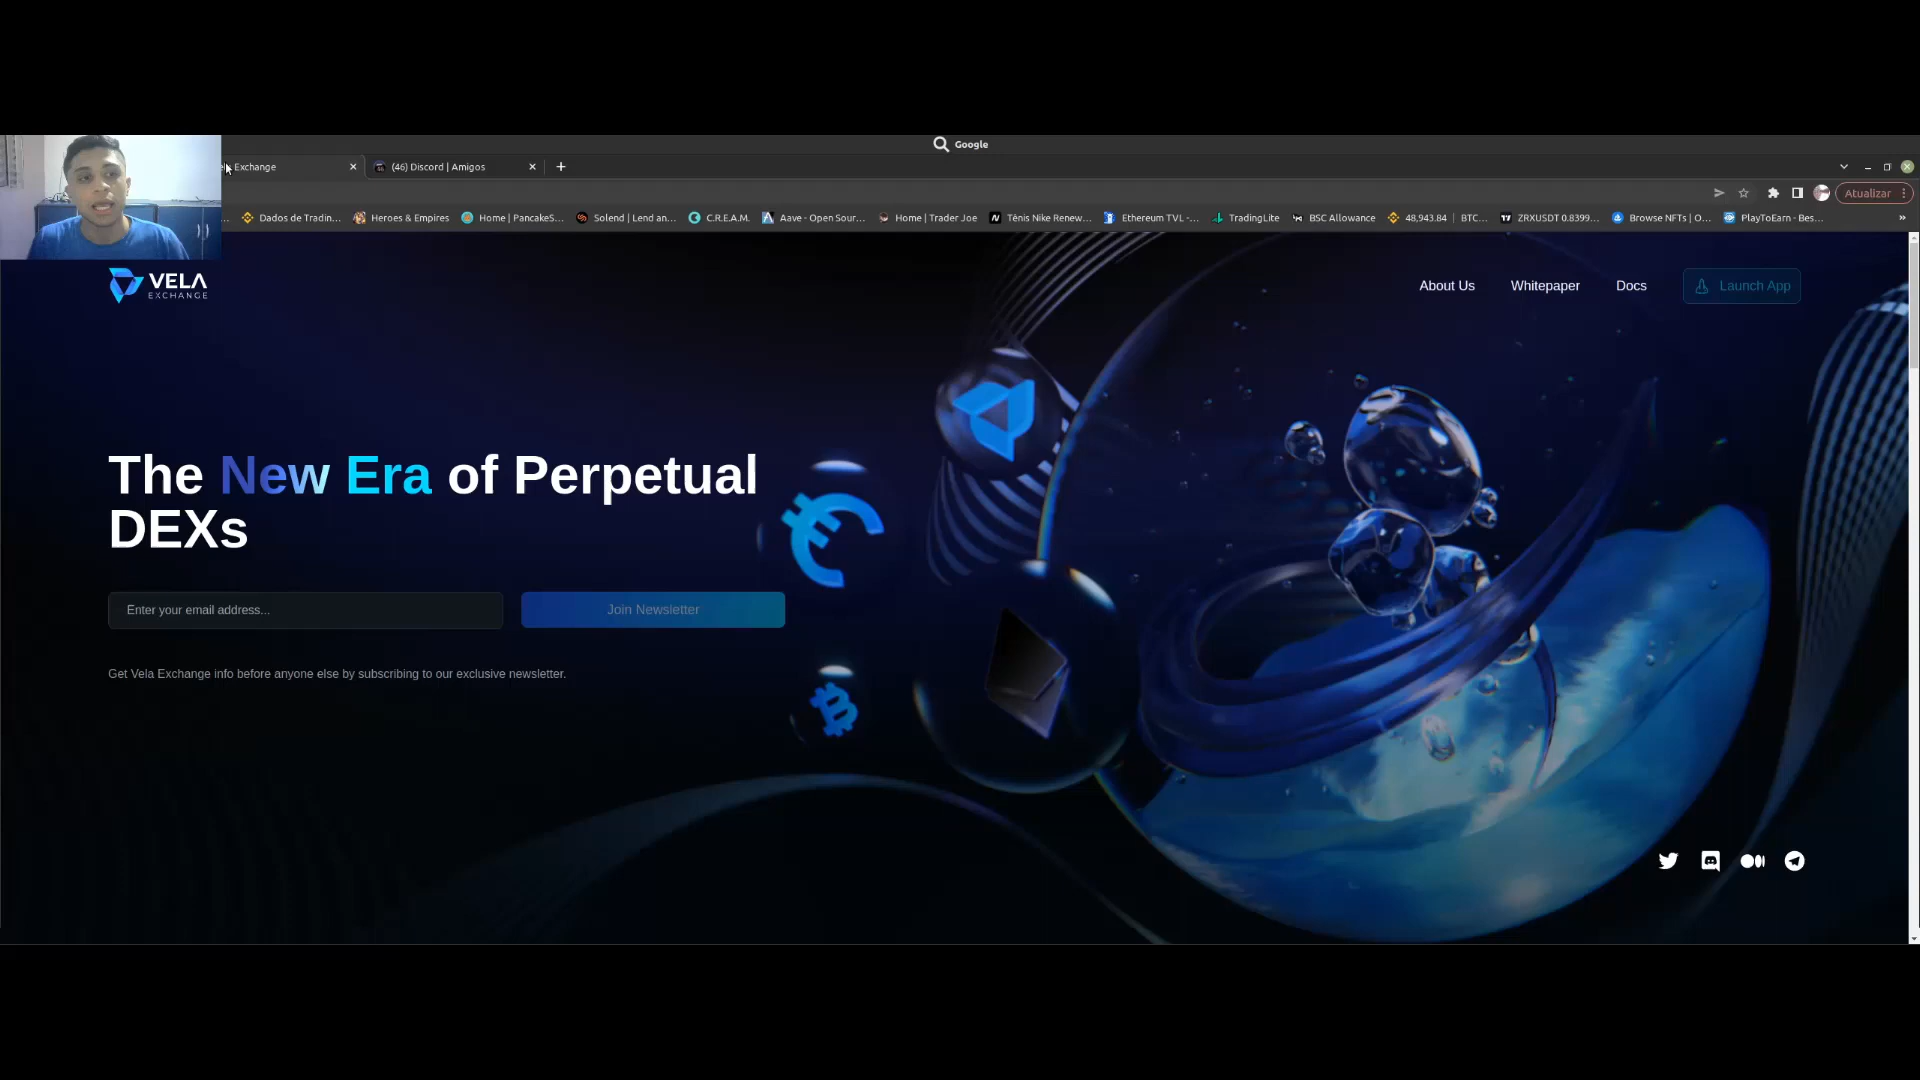 Google
Exchange
(46) Discord | Amigos
Atualizar
Dados de Tradin...
Heroes & Empires
Home | PancakeS...
Solend | Lend an...
C.R.E.A.M.
Aave - Open Sour...
Home | Trader Joe
Tênis Nike Renew...
Ethereum TVL -...
TradingLite
BSC Allowance
48,943.84 | BTC...
ZRXUSDT 0.8399...
Browse NFTs | O...
PlayToEarn - Bes...
VELA
EXCHANGE
About Us
Whitepaper
Docs
Launch App
The New Era of Perpetual
DEXs
Enter your email address...
Join Newsletter
Get Vela Exchange info before anyone else by subscribing to our exclusive newsletter.